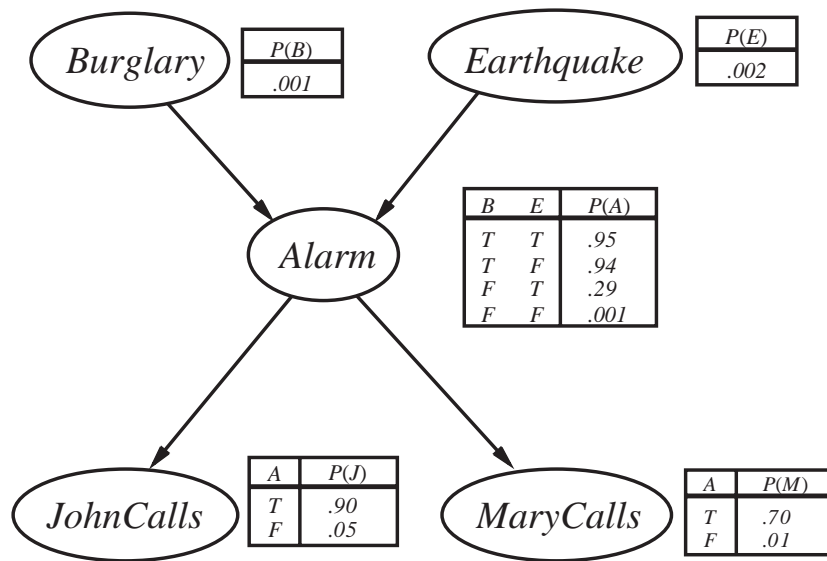 Burglary
P(B)
.001
Earthquake
P(E)
.002
Alarm
B E P(A)
T T .95
T F .94
F T .29
F F .001
JohnCalls
A P(J)
T .90
F .05
MaryCalls
A P(M)
T .70
F .01